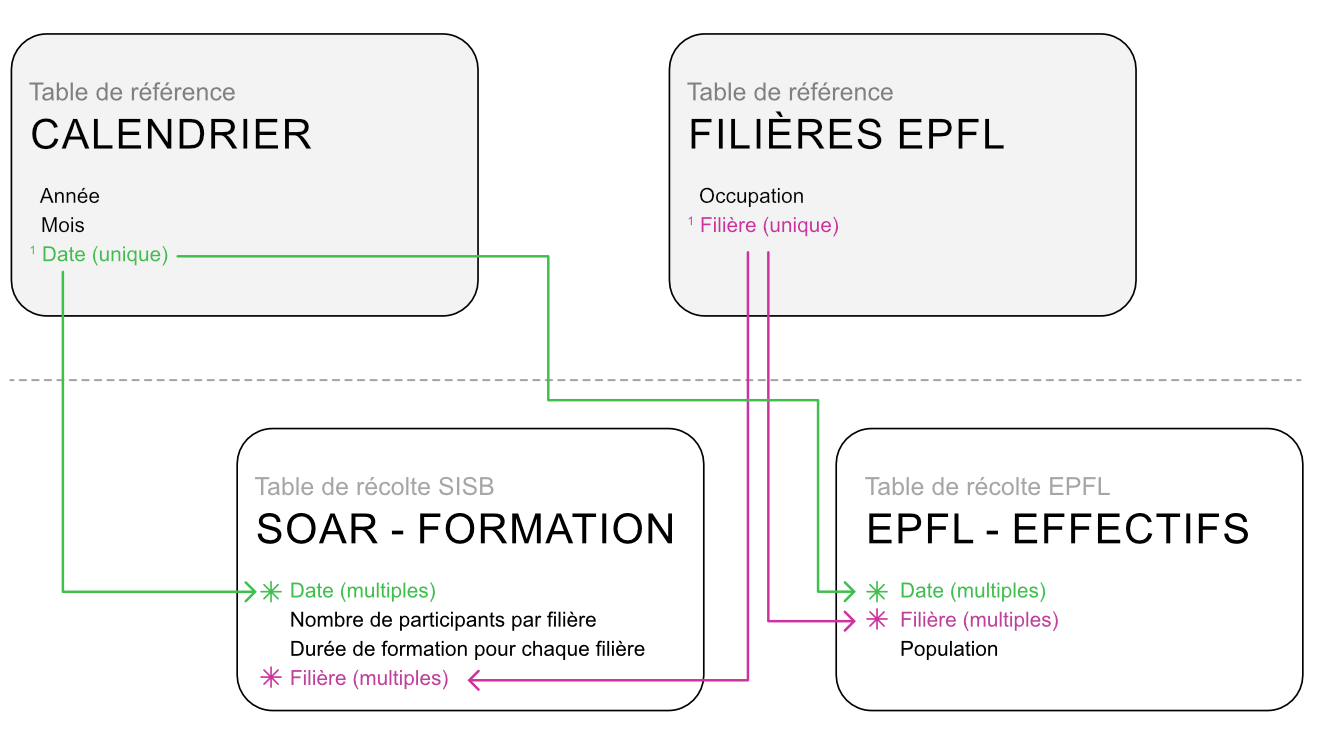 Table de référence
CALENDRIER
Année
Mois
1 Date (unique)
Table de référence
FILIÈRES EPFL
Occupation
1 Filière (unique)
Table de récolte SISB
SOAR - FORMATION
Date (multiples)
Nombre de participants par filière
Durée de formation pour chaque filière
Filière (multiples)
Table de récolte EPFL
EPFL - EFFECTIFS
Date (multiples)
Filière (multiples)
Population